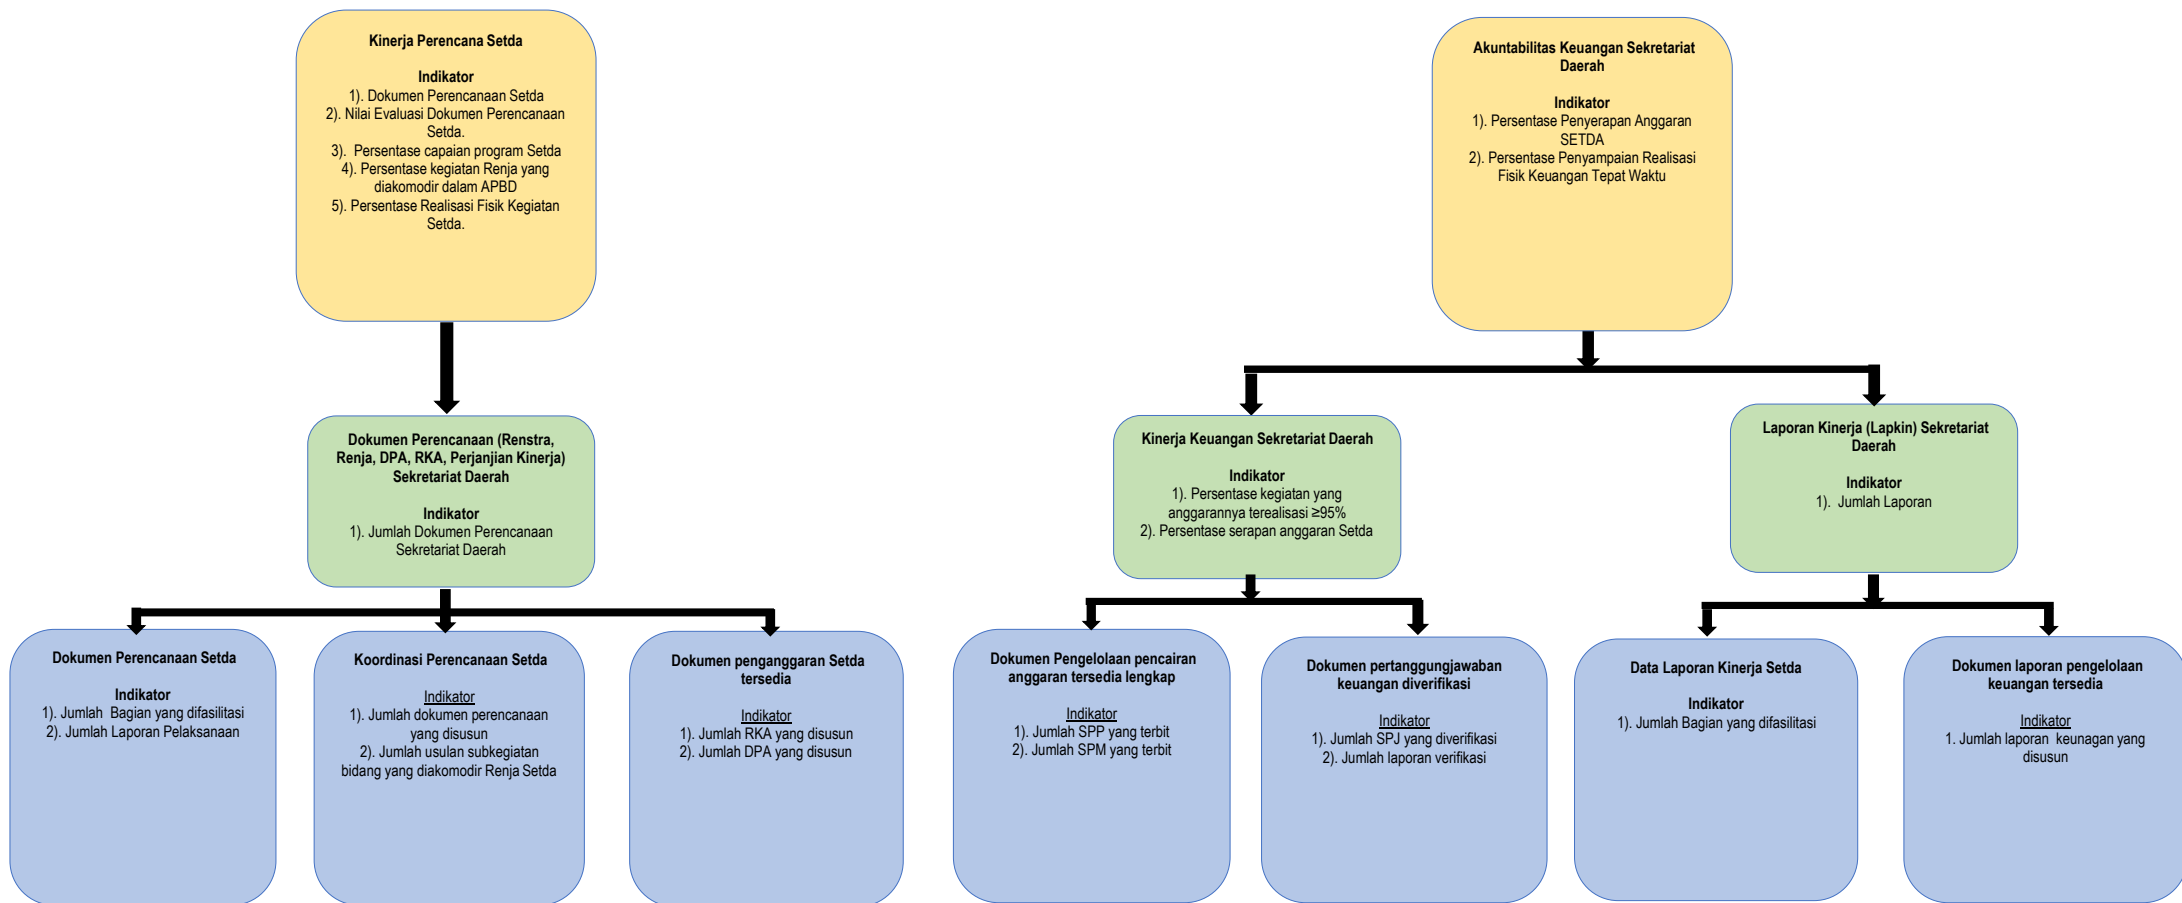 Kinerja Perencana Setda
Indikator
1). Dokumen Perencanaan Setda
2). Nilai Evaluasi Dokumen Perencanaan
Setda.
3).  Persentase capaian program Setda
4). Persentase kegiatan Renja yang
diakomodir dalam APBD
5). Persentase Realisasi Fisik Kegiatan
Setda.
Akuntabilitas Keuangan Sekretariat
Daerah
Indikator
1). Persentase Penyerapan Anggaran
SETDA
2). Persentase Penyampaian Realisasi
Fisik Keuangan Tepat Waktu
Dokumen Perencanaan (Renstra,
Renja, DPA, RKA, Perjanjian Kinerja)
Sekretariat Daerah
Indikator
1). Jumlah Dokumen Perencanaan
Sekretariat Daerah
Kinerja Keuangan Sekretariat Daerah
Indikator
1). Persentase kegiatan yang
anggarannya terealisasi ≥95%
2). Persentase serapan anggaran Setda
Laporan Kinerja (Lapkin) Sekretariat
Daerah
Indikator
1).  Jumlah Laporan
Dokumen Perencanaan Setda
Indikator
1). Jumlah  Bagian yang difasilitasi
2). Jumlah Laporan Pelaksanaan
Koordinasi Perencanaan Setda
Indikator
1). Jumlah dokumen perencanaan
yang disusun
2). Jumlah usulan subkegiatan
bidang yang diakomodir Renja Setda
Dokumen penganggaran Setda
tersedia
Indikator
1). Jumlah RKA yang disusun
2). Jumlah DPA yang disusun
Dokumen Pengelolaan pencairan
anggaran tersedia lengkap
Indikator
1). Jumlah SPP yang terbit
2). Jumlah SPM yang terbit
Dokumen pertanggungjawaban
keuangan diverifikasi
Indikator
1). Jumlah SPJ yang diverifikasi
2). Jumlah laporan verifikasi
Data Laporan Kinerja Setda
Indikator
1). Jumlah Bagian yang difasilitasi
Dokumen laporan pengelolaan
keuangan tersedia
Indikator
1. Jumlah laporan  keunagan yang
disusun